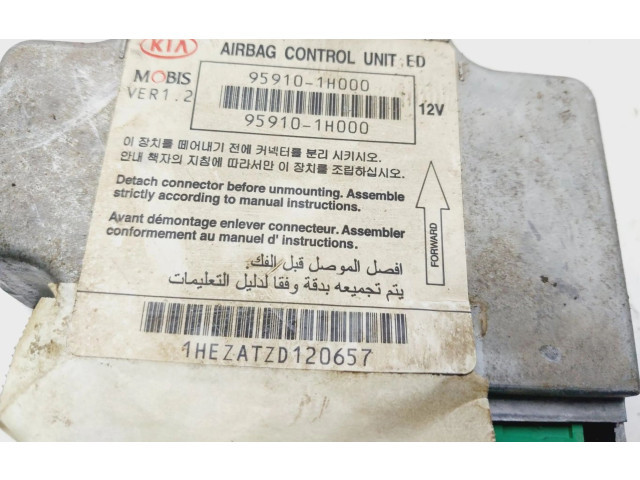 KIA
AIRBAG CONTROL UNIT ED
MOBIS
VER1.2
95910-1H000
95910-1H000
12V
이 장치를 떼어내기 전에 커넥터를 분리 시키시오.
안내 책자의 지침에 따라서만 이 장치를 조립하십시오.
Detach connector before unmounting. Assemble
strictly according to manual instructions.
Avant démontage enlever connecteur. Assembler
conformement au manuel d' instructions.
افصل الموصل قبل الفك.
يتم تجميعه بدقة وفقا لدليل التعليمات
FORWARD
1HEZATZD120657